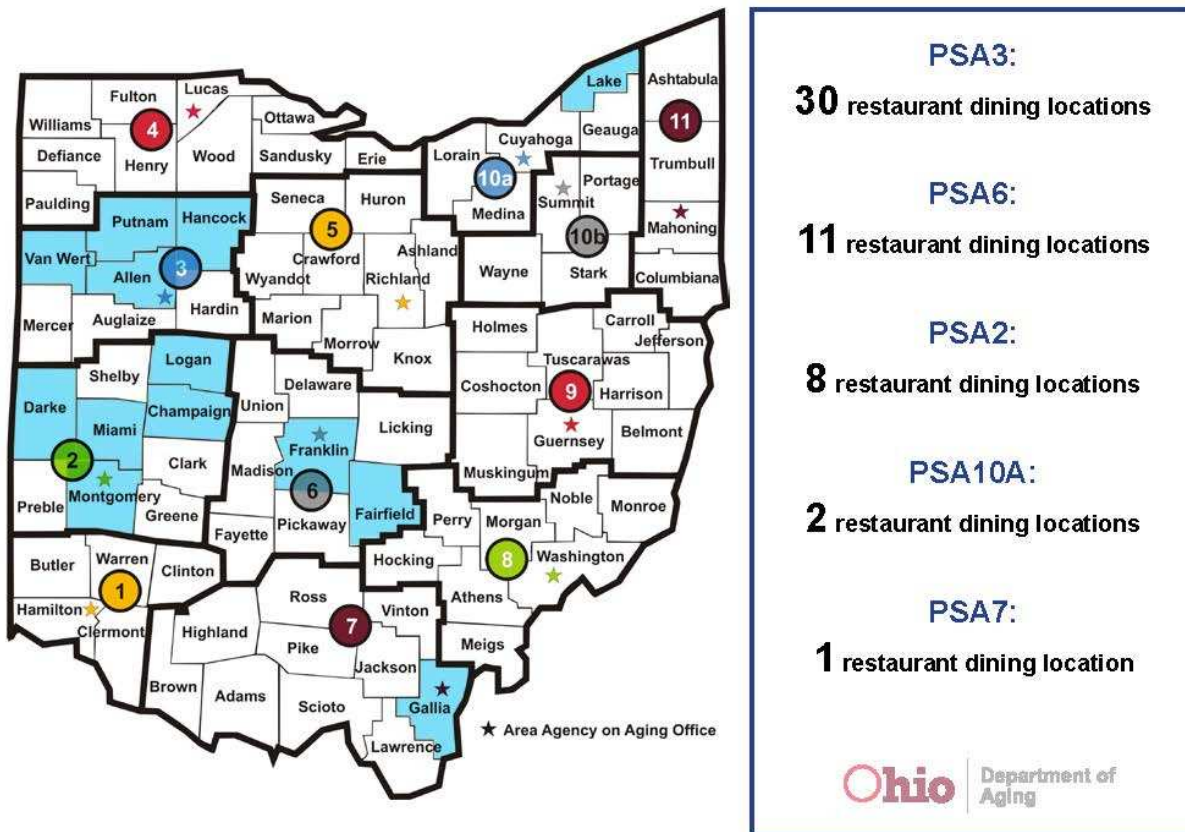 Lake
Ashtabula
Lucas
Fulton
Williams
Ottawa
Geauga
11
4
Cuyahoga
Defiance
Henry
Wood
Sandusky
Erie
Lorain
Trumbull
10a
Portage
Paulding
Seneca
Huron
Summit
Medina
Putnam
Hancock
5
Mahoning
10b
Ashland
Van Wert
Crawford
Allen
3
Wyandot
Richland
Wayne
Stark
Columbiana
Hardin
Mercer
Auglaize
Marion
Carroll
Holmes
Jefferson
Morrow
Knox
Tuscarawas
Logan
Shelby
Delaware
Coshocton
9
Harrison
Union
Darke
Champaign
Miami
Licking
Guernsey
Belmont
Franklin
2
Clark
Madison
Muskingum
Montgomery
6
Noble
Monroe
Preble
Greene
Pickaway
Fairfield
Perry
Morgan
Fayette
Washington
8
Hocking
Butler
Warren
Clinton
1
Ross
Athens
Hamilton
Vinton
Clermont
Highland
7
Pike
Meigs
Jackson
Brown
Adams
Scioto
Gallia
Lawrence
★ Area Agency on Aging Office
PSA3:
30 restaurant dining locations
PSA6:
11 restaurant dining locations
PSA2:
8 restaurant dining locations
PSA10A:
2 restaurant dining locations
PSA7:
1 restaurant dining location
Ohio
Department of
Aging